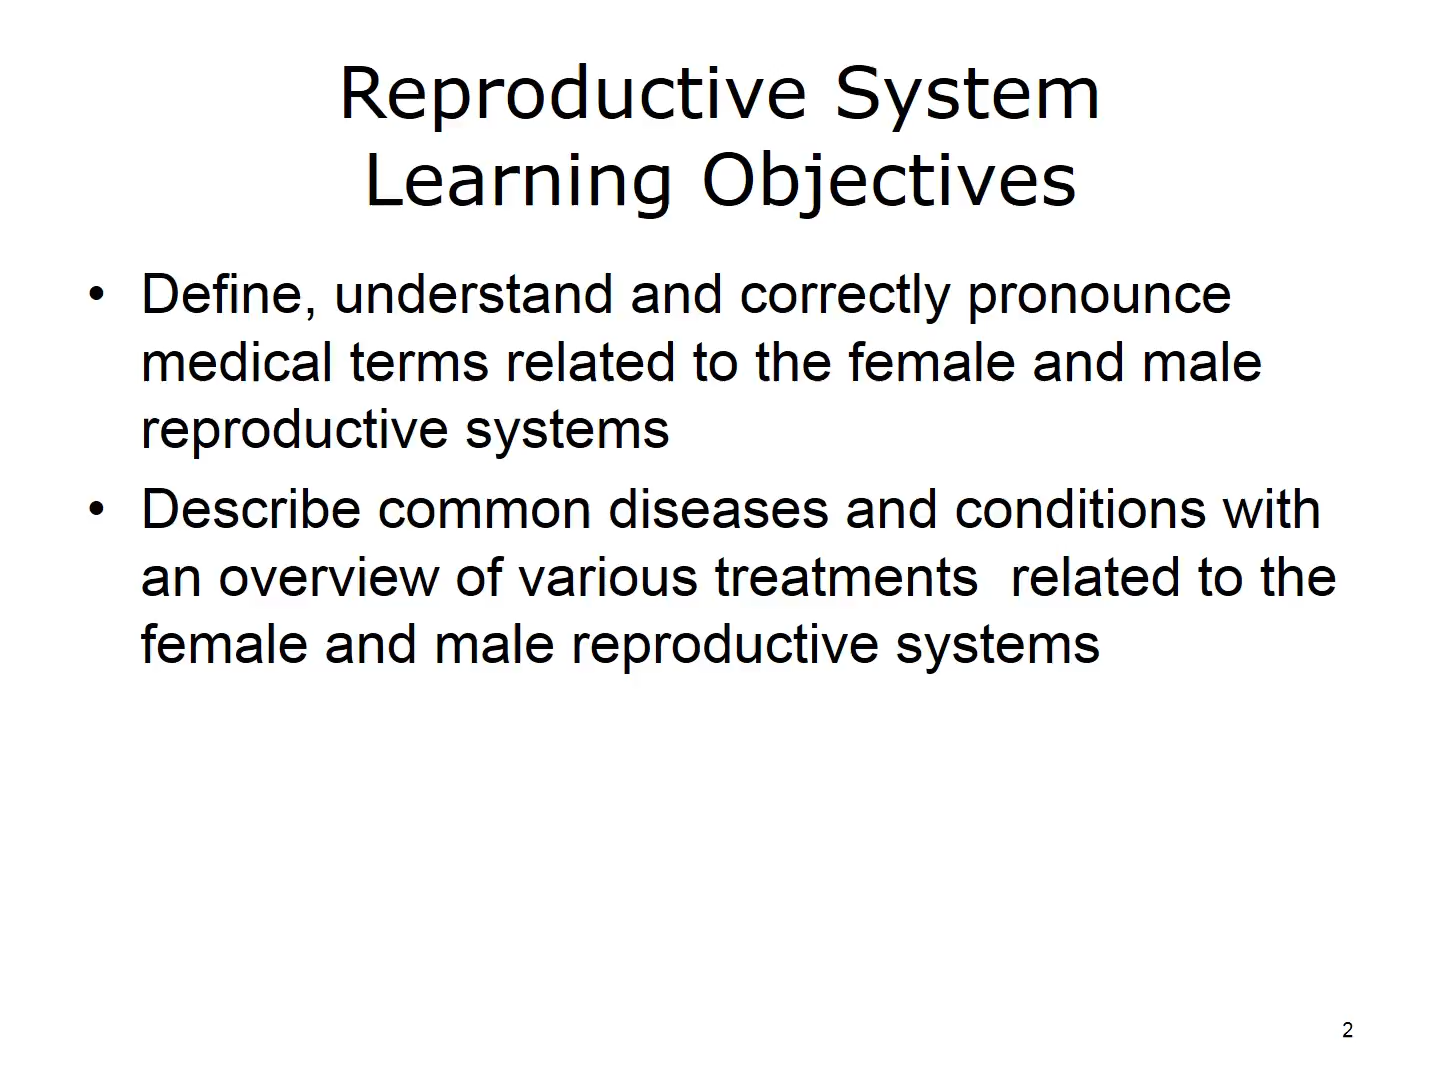 Reproductive System
Learning Objectives
• Define, understand and correctly pronounce
medical terms related to the female and male
reproductive systems
• Describe common diseases and conditions with
an overview of various treatments  related to the
female and male reproductive systems
2